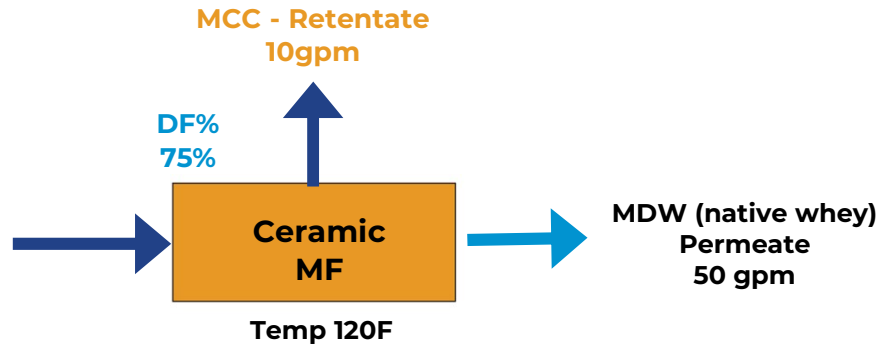 MCC - Retentate
10gpm
DF%
75%
Ceramic
MF
MDW (native whey)
Permeate
50 gpm
Temp 120F